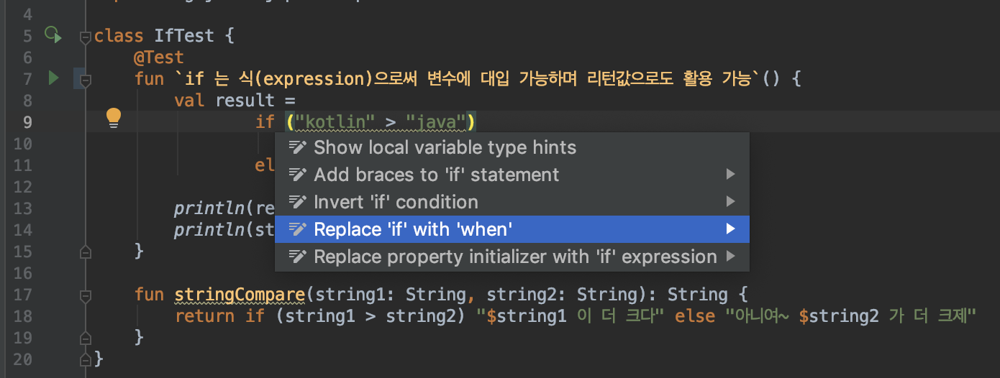 4
5 class IfTest {
6 @Test
7 fun `if 는 식(expression)으로써 변수에 대입 가능하며 리턴값으로도 활용 가능`() {
8 val result =
9 if ("kotlin" > "java")
10
Show local variable type hints
11 el
Add braces to 'if' statement
12
Invert 'if' condition
13 println(re
14 println(st
Replace 'if' with 'when'
15 }
Replace property initializer with 'if' expression
16
17 fun stringCompare(string1: String, string2: String): String {
18 return if (string1 > string2) "$string1 이 더 크다" else "아니여~ $string2 가 더 크제"
19 }
20 }